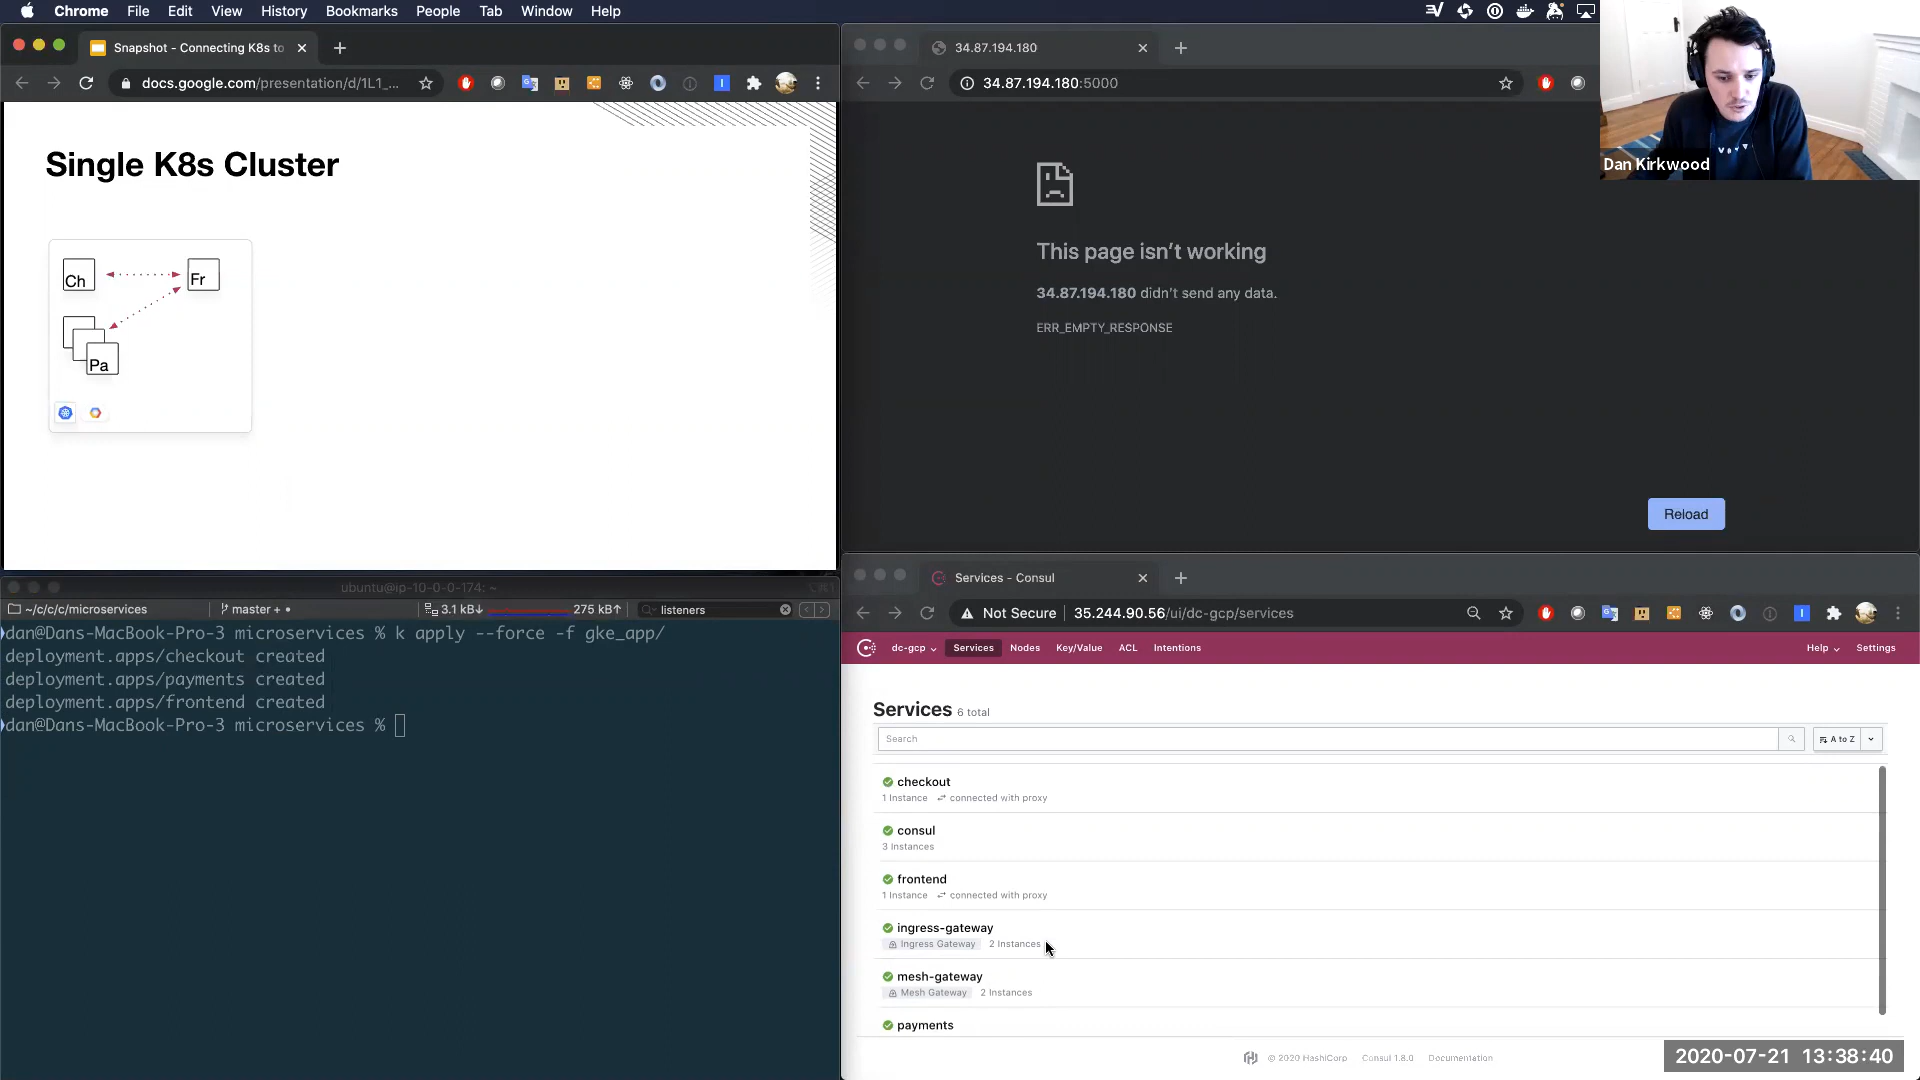 Chrome File Edit View History Bookmarks People Tab Window Help
Snapshot - Connecting K8s to
docs.google.com/presentation/d/1L1_...
Single K8s Cluster
Ch
Fr
Pa
34.87.194.180
34.87.194.180:5000
This page isn't working
34.87.194.180 didn't send any data.
ERR_EMPTY_RESPONSE
Reload
Dan Kirkwood
ubuntu@ip-10-0-0-174: ~
~/c/c/c/microservices
master + •
3.1 kB↓
275 kB↑
listeners
dan@Dans-MacBook-Pro-3 microservices % k apply --force -f gke_app/
deployment.apps/checkout created
deployment.apps/payments created
deployment.apps/frontend created
dan@Dans-MacBook-Pro-3 microservices %
Services - Consul
Not Secure 35.244.90.56/ui/dc-gcp/services
dc-gcp Services Nodes Key/Value ACL Intentions Help Settings
Services 6 total
Search
A to Z
checkout
1 Instance connected with proxy
consul
3 Instances
frontend
1 Instance connected with proxy
ingress-gateway
Ingress Gateway 2 Instances
mesh-gateway
Mesh Gateway 2 Instances
payments
© 2020 HashiCorp Consul 1.8.0 Documentation
2020-07-21 13:38:40